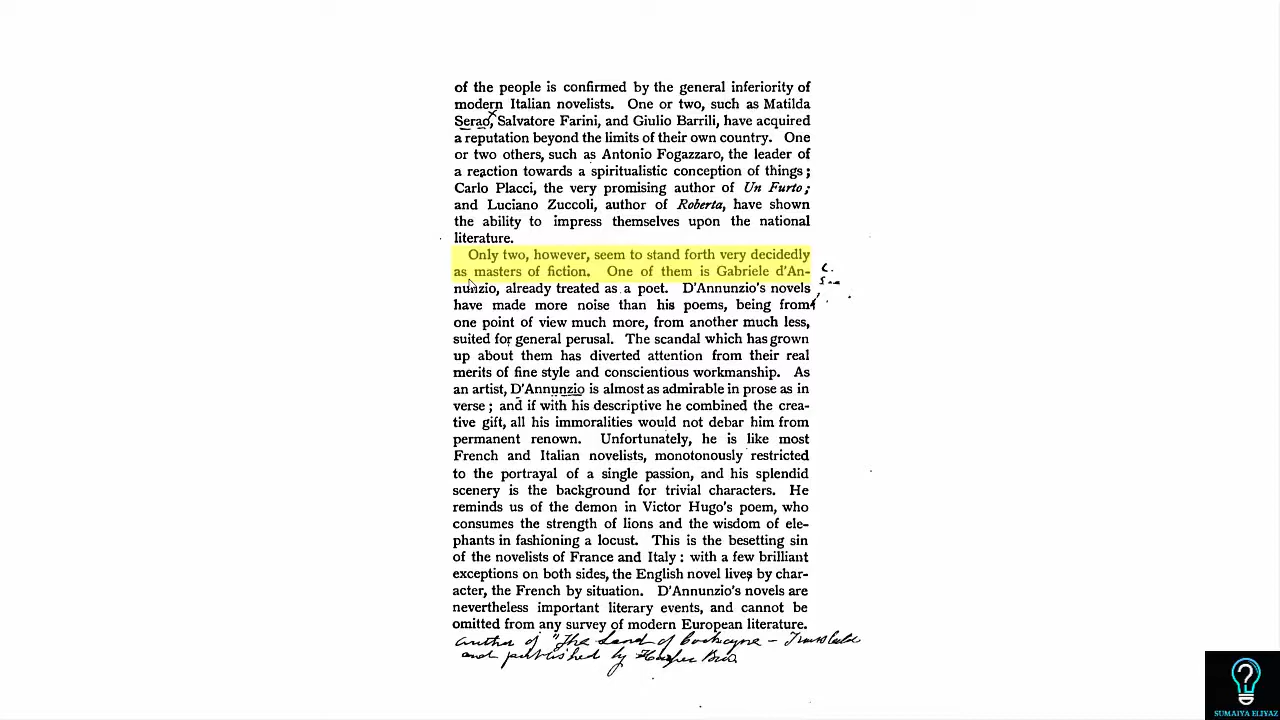 of the people is confirmed by the general inferiority of
modern Italian novelists. One or two, such as Matilda
Serao, Salvatore Farini, and Giulio Barrili, have acquired
a reputation beyond the limits of their own country. One
or two others, such as Antonio Fogazzaro, the leader of
a reaction towards a spiritualistic conception of things;
Carlo Placci, the very promising author of Un Furto;
and Luciano Zuccoli, author of Roberta, have shown
the ability to impress themselves upon the national
literature.
Only two, however, seem to stand forth very decidedly
as masters of fiction. One of them is Gabriele d'An-
nunzio, already treated as a poet. D'Annunzio's novels
have made more noise than his poems, being from
one point of view much more, from another much less,
suited for general perusal. The scandal which has grown
up about them has diverted attention from their real
merits of fine style and conscientious workmanship. As
an artist, D'Annunzio is almost as admirable in prose as in
verse; and if with his descriptive he combined the crea-
tive gift, all his immoralities would not debar him from
permanent renown. Unfortunately, he is like most
French and Italian novelists, monotonously restricted
to the portrayal of a single passion, and his splendid
scenery is the background for trivial characters. He
reminds us of the demon in Victor Hugo's poem, who
consumes the strength of lions and the wisdom of ele-
phants in fashioning a locust. This is the besetting sin
of the novelists of France and Italy: with a few brilliant
exceptions on both sides, the English novel lives by char-
acter, the French by situation. D'Annunzio's novels are
nevertheless important literary events, and cannot be
omitted from any survey of modern European literature.
author of "The Land of Cockayne - Translated
and published by Harper Bros.
SUMAIYA ELIYAZ